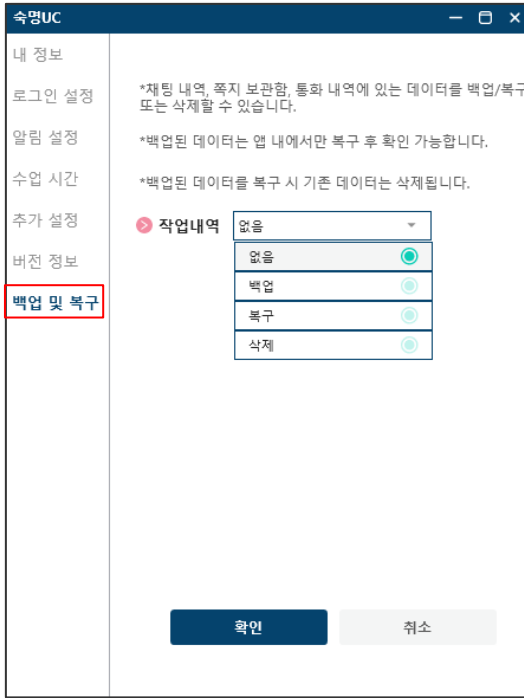 숙명UC
내 정보
로그인 설정
알림 설정
수업 시간
추가 설정
버전 정보
백업 및 복구
*채팅 내역, 쪽지 보관함, 통화 내역에 있는 데이터를 백업/복구
또는 삭제할 수 있습니다.
*백업된 데이터는 앱 내에서만 복구 후 확인 가능합니다.
*백업된 데이터를 복구 시 기존 데이터는 삭제됩니다.
작업내역 없음
없음
백업
복구
삭제
확인 취소